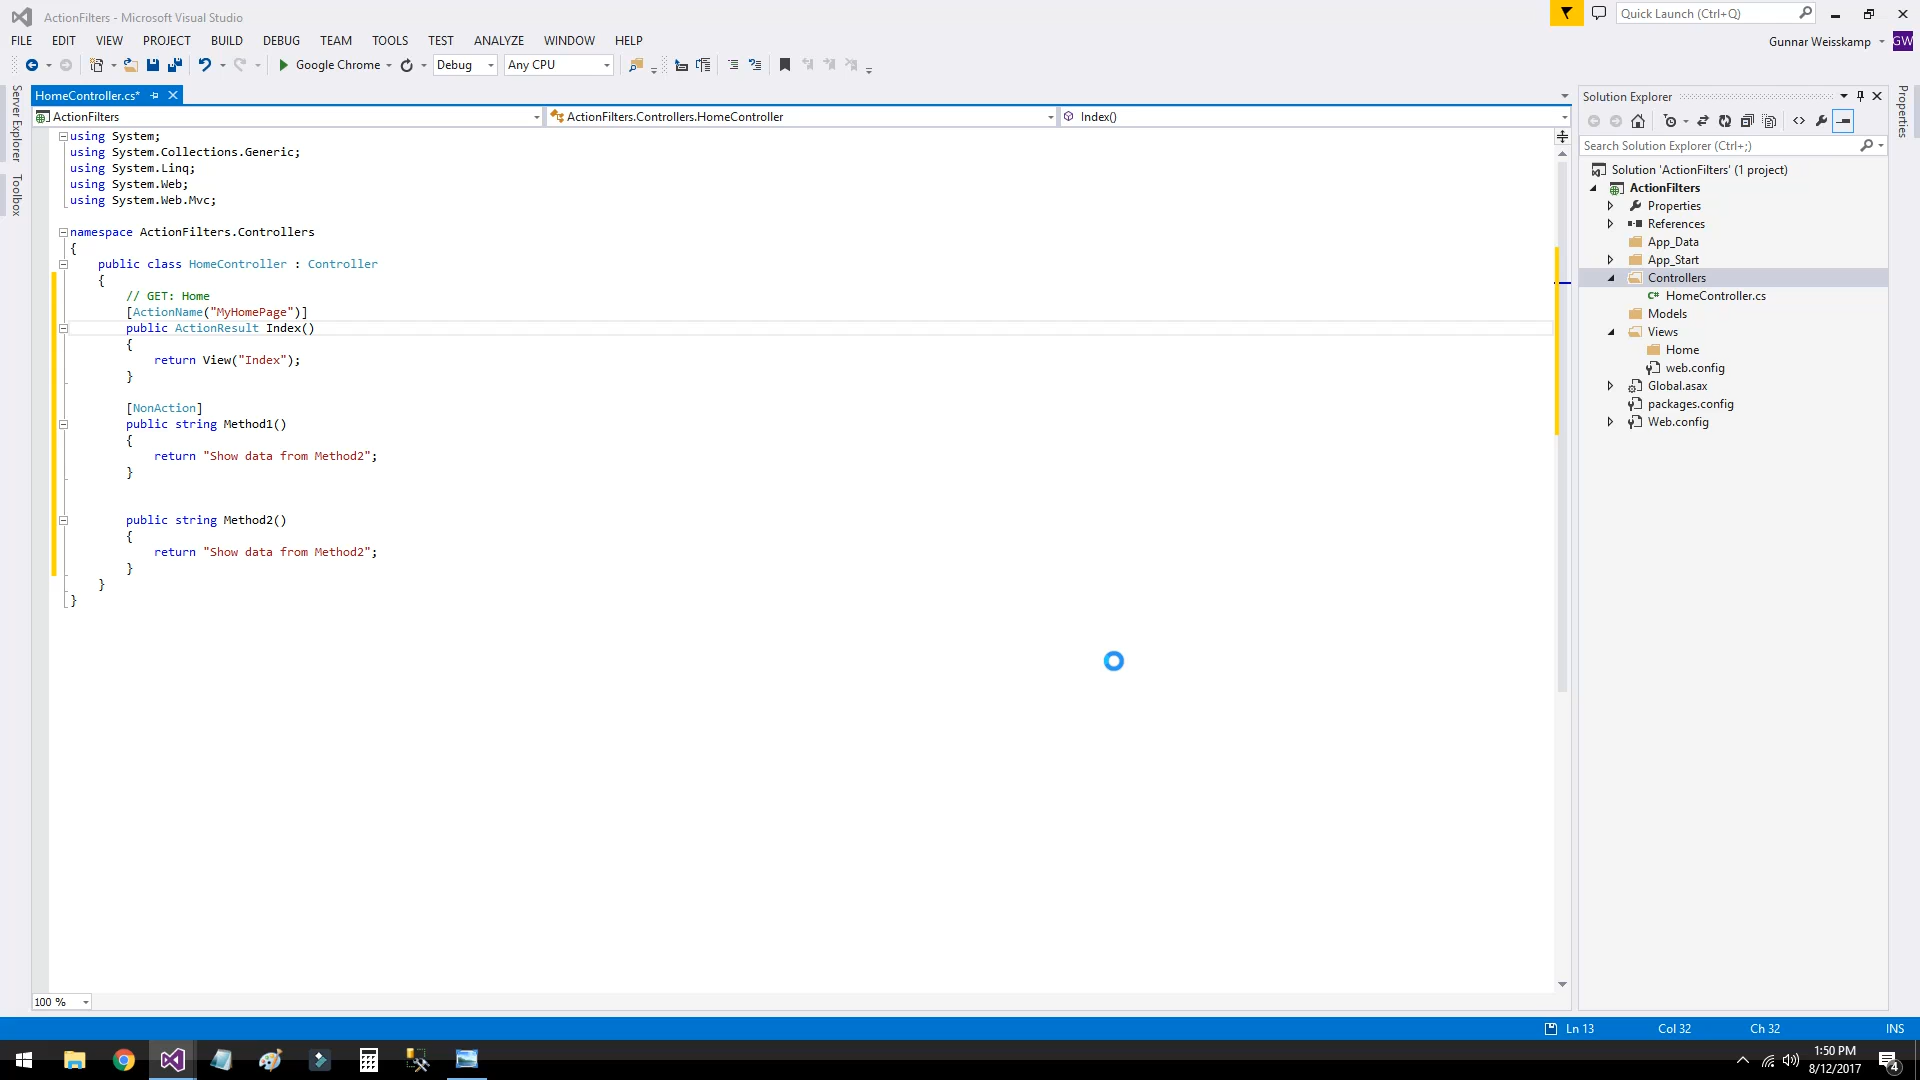 ActionFilters - Microsoft Visual Studio
Quick Launch (Ctrl+Q)
FILE EDIT VIEW PROJECT BUILD DEBUG TEAM TOOLS TEST ANALYZE WINDOW HELP
Gunnar Weisskamp GW
Google Chrome Debug Any CPU
Server Explorer
Toolbox
HomeController.cs*
ActionFilters ActionFilters.Controllers.HomeController Index()
using System;
using System.Collections.Generic;
using System.Linq;
using System.Web;
using System.Web.Mvc;
namespace ActionFilters.Controllers
{
public class HomeController : Controller
{
// GET: Home
[ActionName("MyHomePage")]
public ActionResult Index()
{
return View("Index");
}
[NonAction]
public string Method1()
{
return "Show data from Method2";
}
public string Method2()
{
return "Show data from Method2";
}
}
}
100 %
Solution Explorer
Search Solution Explorer (Ctrl+;)
Solution 'ActionFilters' (1 project)
ActionFilters
Properties
References
App_Data
App_Start
Controllers
C# HomeController.cs
Models
Views
Home
web.config
Global.asax
packages.config
Web.config
Properties
Ln 13 Col 32 Ch 32 INS
1:50 PM
8/12/2017
4